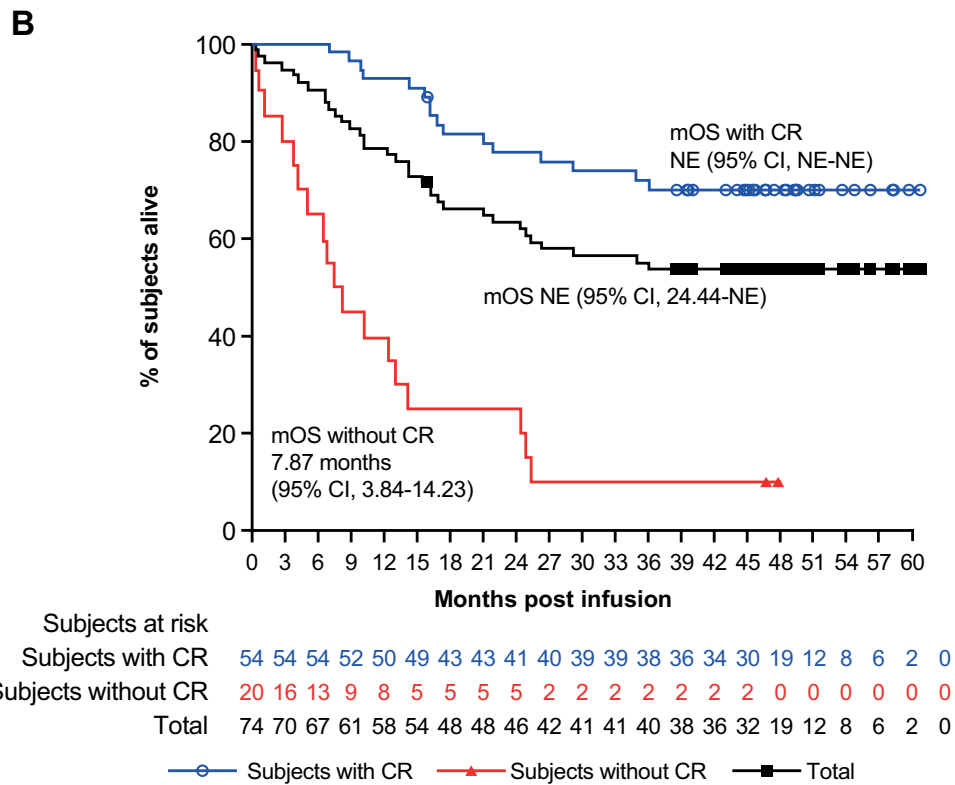 B
100
80
60
40
20
0
% of subjects alive
mOS with CR
NE (95% CI, NE-NE)
mOS NE (95% CI, 24.44-NE)
mOS without CR
7.87 months
(95% CI, 3.84-14.23)
0 3 6 9 12 15 18 21 24 27 30 33 36 39 42 45 48 51 54 57 60
Months post infusion
Subjects at risk
Subjects with CR 54 54 54 52 50 49 43 43 41 40 39 39 38 36 34 30 19 12 8 6 2 0
Subjects without CR 20 16 13 9 8 5 5 5 5 2 2 2 2 2 2 2 0 0 0 0 0 0
Total 74 70 67 61 58 54 48 48 46 42 41 41 40 38 36 32 19 12 8 6 2 0
Subjects with CR Subjects without CR Total